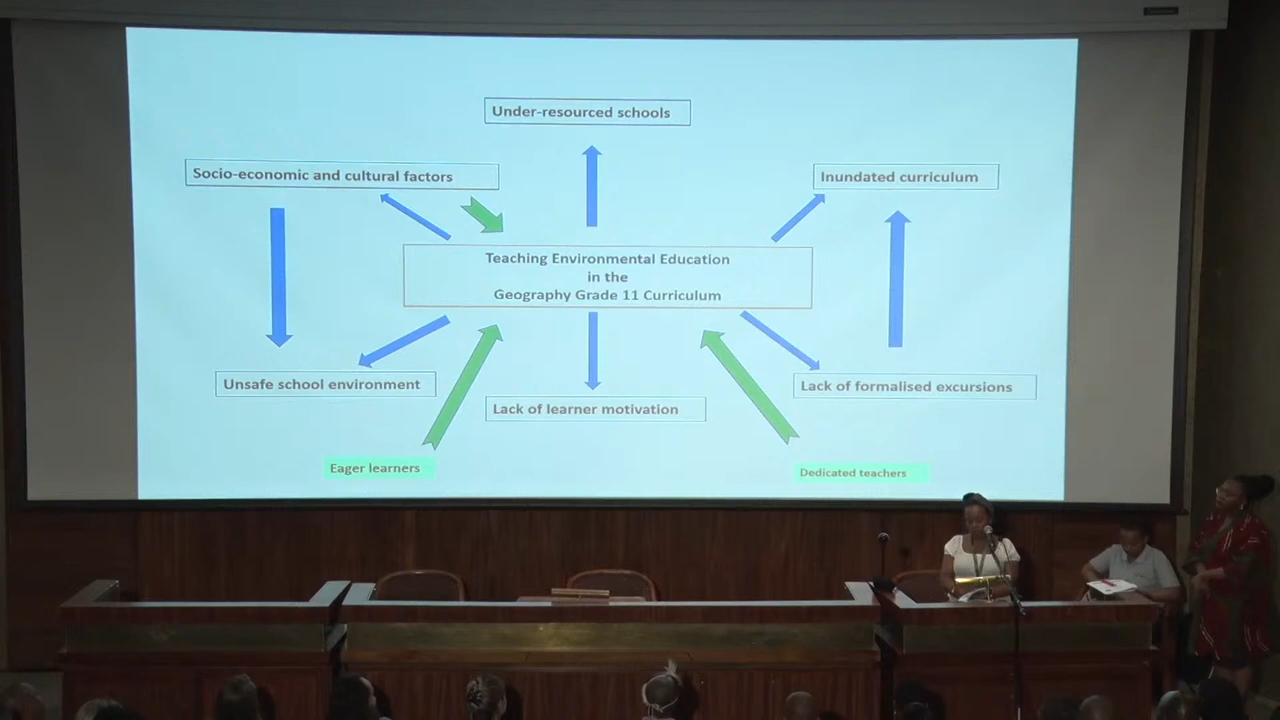 Under-resourced schools
Socio-economic and cultural factors
Inundated curriculum
Teaching Environmental Education
in the
Geography Grade 11 Curriculum
Unsafe school environment
Lack of formalised excursions
Lack of learner motivation
Eager learners
Dedicated teachers